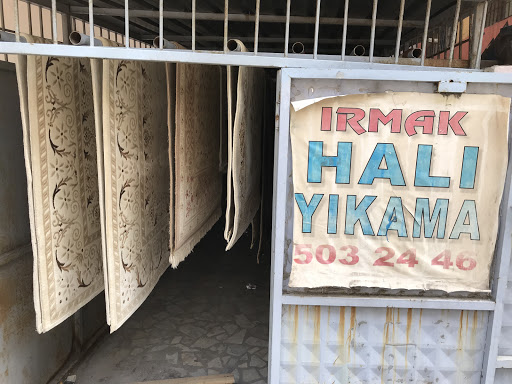 IRMAK
HALI
YIKAMA
503 24 46